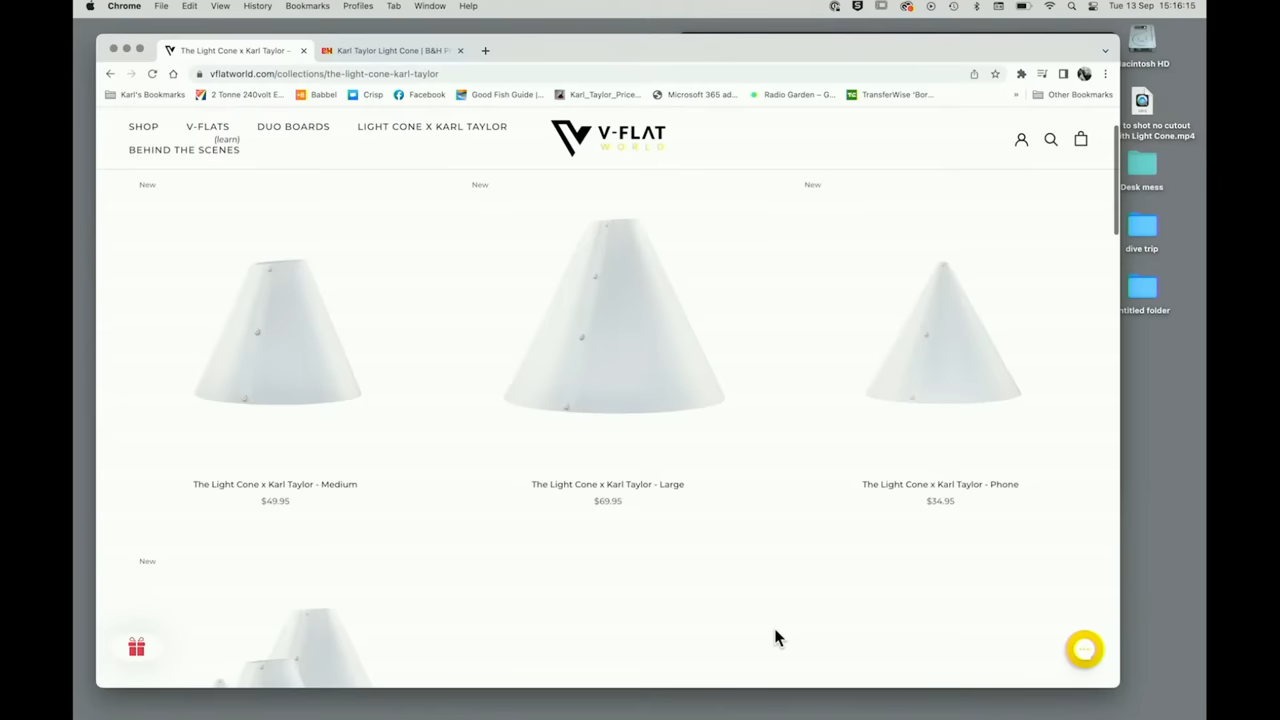 Chrome File Edit View History Bookmarks Profiles Tab Window Help Tue 13 Sep 15:16:15
The Light Cone x Karl Taylor – Karl Taylor Light Cone | B&H P
vflatworld.com/collections/the-light-cone-karl-taylor
Karl's Bookmarks 2 Tonne 240volt E... Babbel Crisp Facebook Good Fish Guide |... Karl_Taylor_Price... Microsoft 365 ad... Radio Garden – G... TransferWise 'Bor... » Other Bookmarks
SHOP V-FLATS DUO BOARDS LIGHT CONE X KARL TAYLOR
(learn)
BEHIND THE SCENES
V-FLAT
WORLD
New New New
The Light Cone x Karl Taylor - Medium The Light Cone x Karl Taylor - Large The Light Cone x Karl Taylor - Phone
$49.95 $69.95 $34.95
New
acintosh HD
to shot no cutout
ith Light Cone.mp4
Desk mess
dive trip
ntitled folder